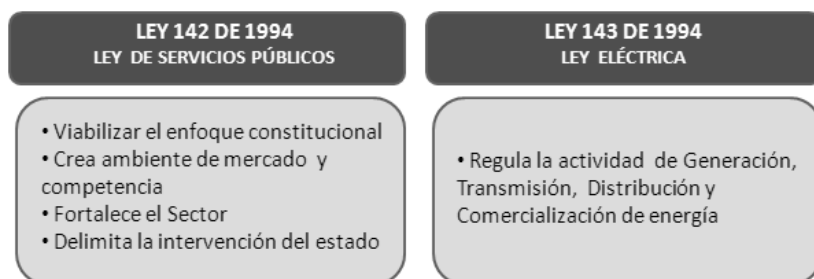 LEY 142 DE 1994
LEY DE SERVICIOS PÚBLICOS
• Viabilizar el enfoque constitucional
• Crea ambiente de mercado y
competencia
• Fortalece el Sector
• Delimita la intervención del estado
LEY 143 DE 1994
LEY ELÉCTRICA
• Regula la actividad de Generación,
Transmisión, Distribución y
Comercialización de energía